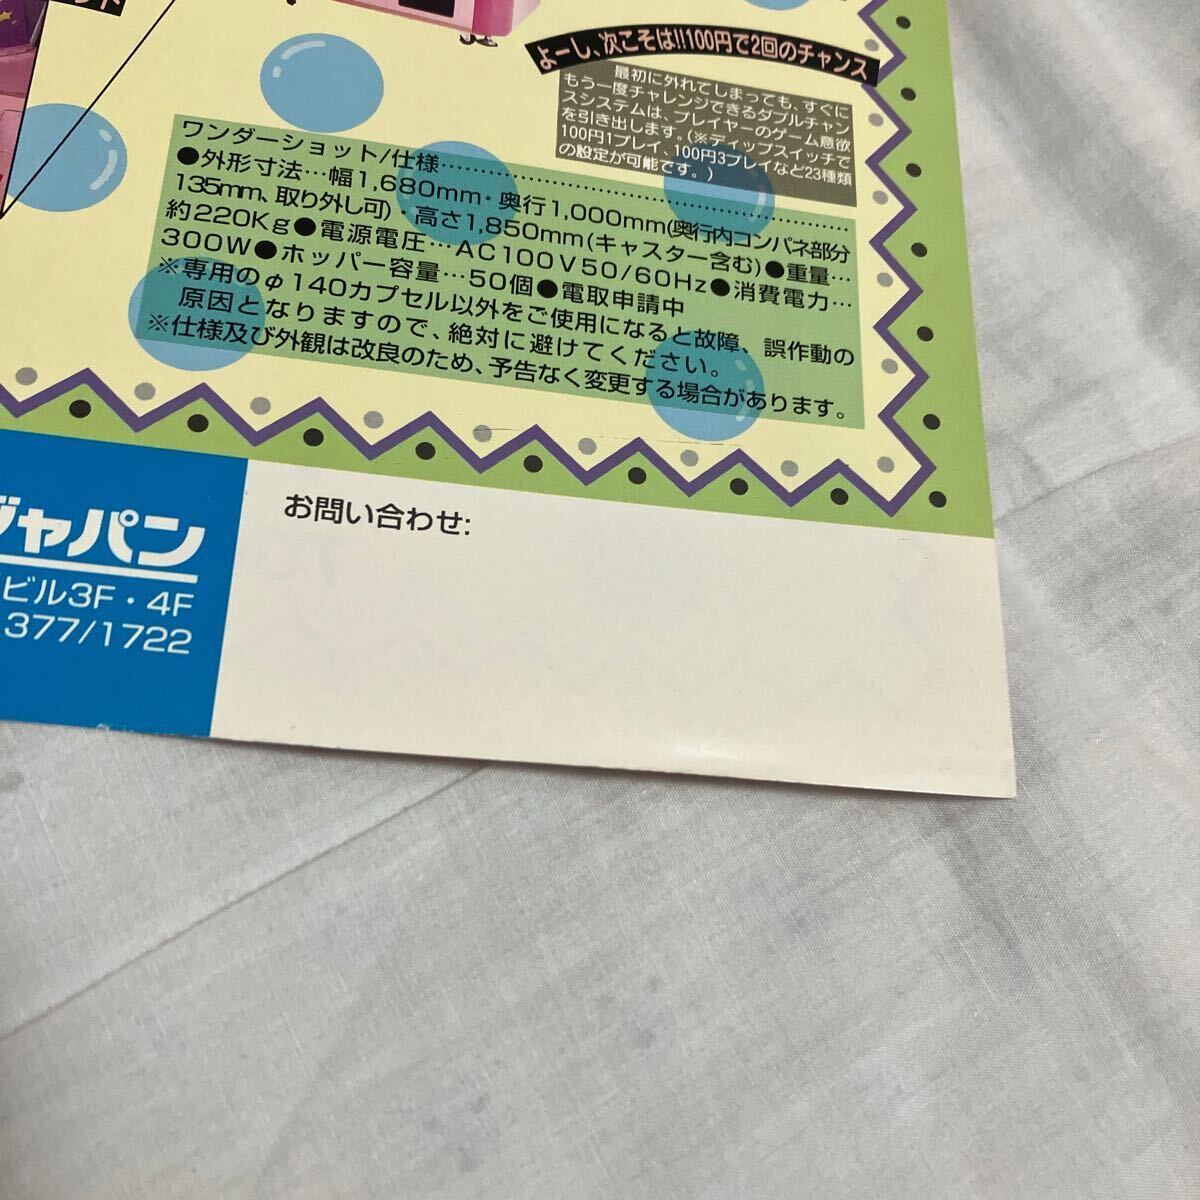 ット
よーし、次こそは!!100円で2回のチャンス
最初に外れてしまっても、すぐに
もう一度チャレンジできるダブルチャン
スシステムは、プレイヤーのゲーム意欲
を引き出します。(※ディップスイッチで
100円1プレイ、100円3プレイなど23種類
の設定が可能です。)
ワンダーショット/仕様…………………………………………
●外形寸法…幅1,680mm・奥行1,000mm(奥行内コンパネ部分
135mm、取り外し可)・高さ1,850mm(キャスター含む)●重量…
約220Kg●電源電圧…AC100V50/60Hz●消費電力…
300W●ホッパー容量…50個●電取申請中
※専用のφ140カプセル以外をご使用になると故障、誤作動の
原因となりますので、絶対に避けてください。
※仕様及び外観は改良のため、予告なく変更する場合があります。
ジャパン
ビル3F・4F
377/1722
お問い合わせ: